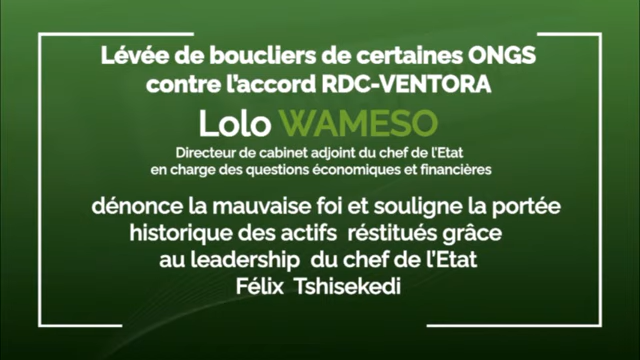 Lévée de boucliers de certaines ONGS
contre l'accord RDC-VENTORA
Lolo WAMESO
Directeur de cabinet adjoint du chef de l'Etat
en charge des questions économiques et financières
dénonce la mauvaise foi et souligne la portée
historique des actifs réstitués grâce
au leadership du chef de l'Etat
Félix Tshisekedi